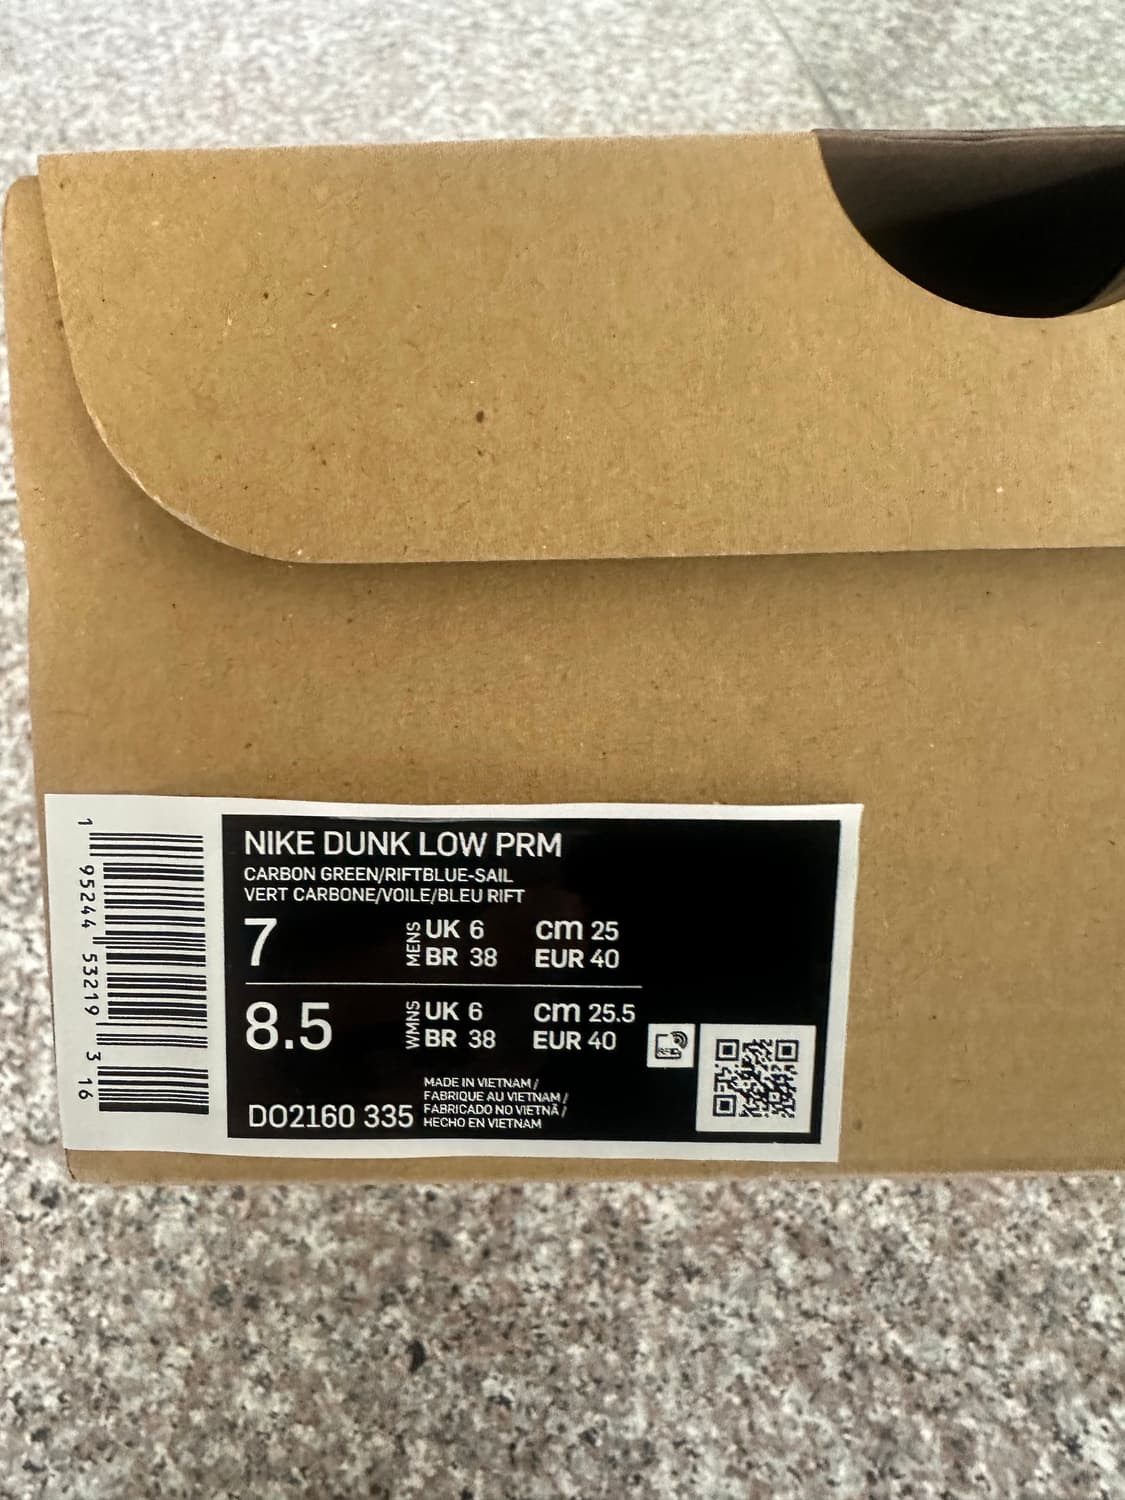 NIKE DUNK LOW PRM
CARBON GREEN/RIFTBLUE-SAIL
VERT CARBONE/VOILE/BLEU RIFT
7 MENS UK 6 cm 25
BR 38 EUR 40
8.5 WMNS UK 6 cm 25.5
BR 38 EUR 40
MADE IN VIETNAM /
FABRIQUE AU VIETNAM /
FABRICADO NO VIETNÃ /
HECHO EN VIETNAM
DO2160 335
1 95244 53219 3 16